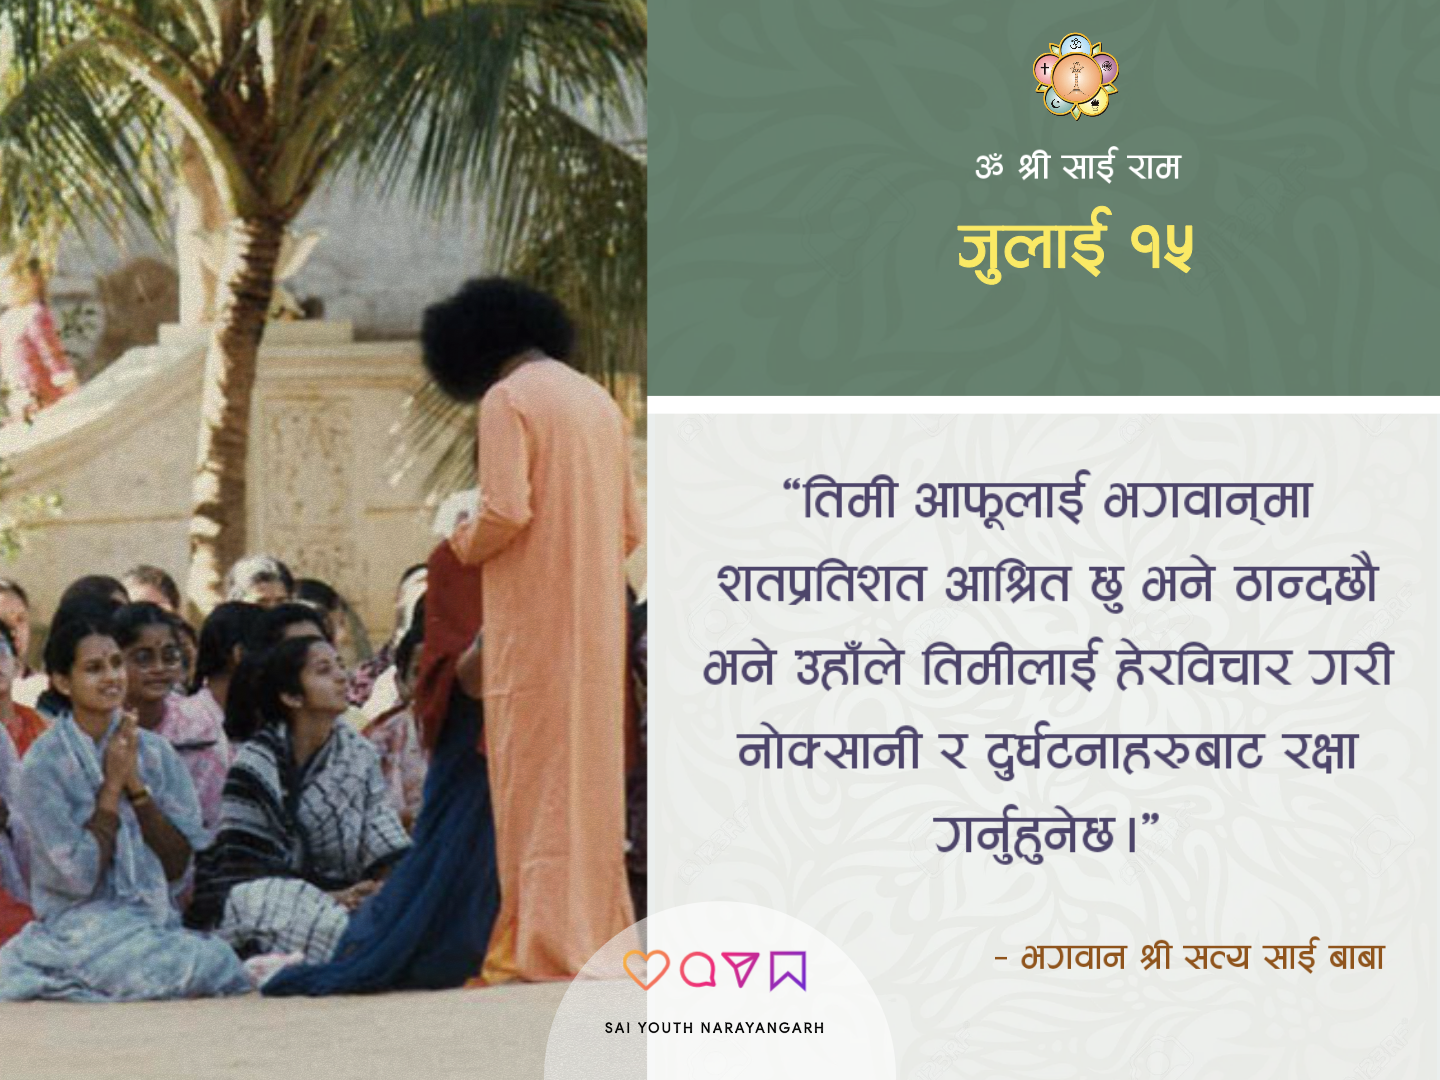 ॐ श्री साई राम
जुलाई १५
“तिमी आफूलाई भगवान्‌मा
शतप्रतिशत आश्रित छु भने ठान्दछौ
भने उहाँले तिमीलाई हेरविचार गरी
नोक्सानी र दुर्घटनाहरुबाट रक्षा
गर्नुहुनेछ।”
- भगवान श्री सत्य साई बाबा
SAI YOUTH NARAYANGARH